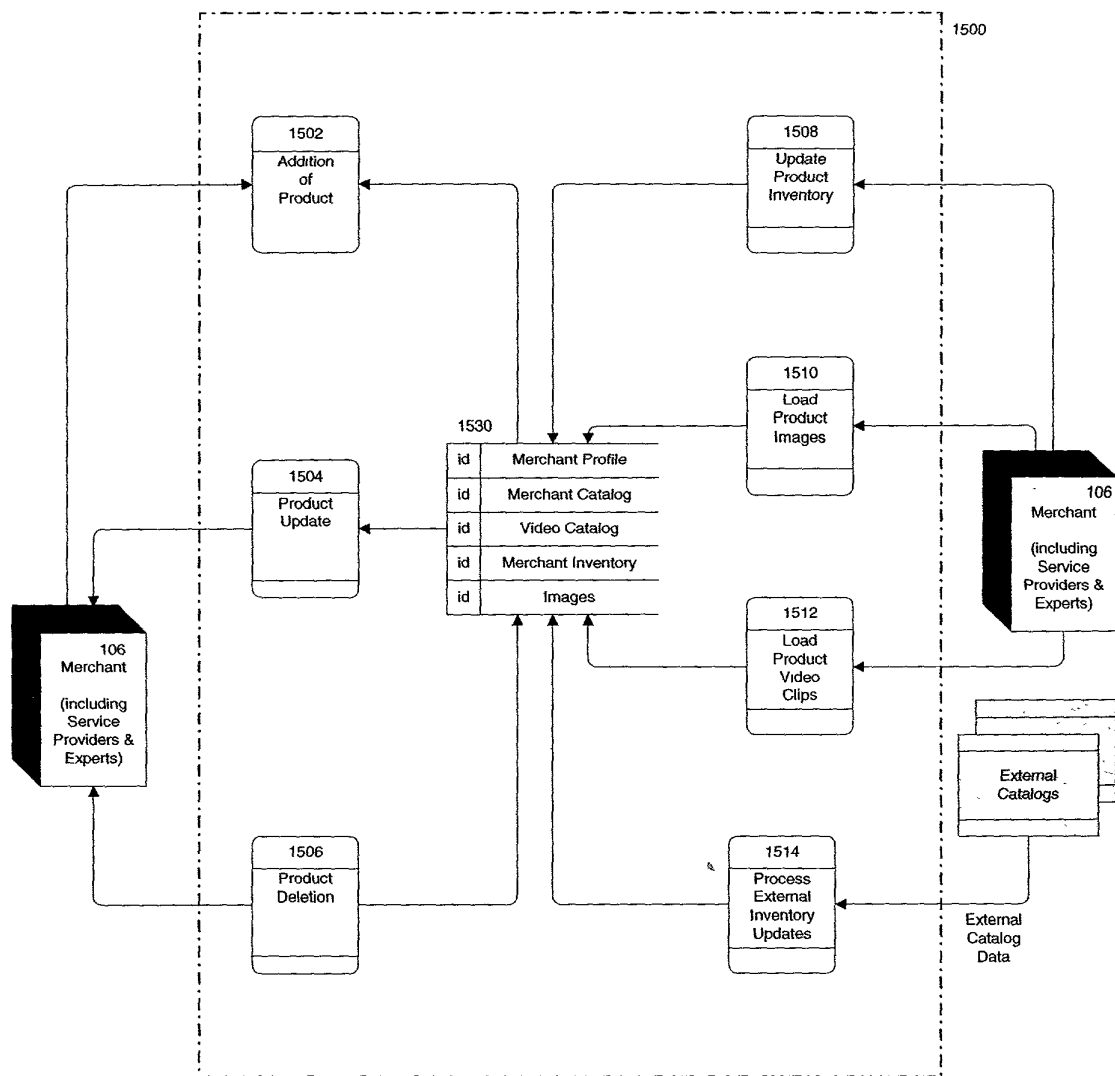 1500
1502
Addition
of
Product
1508
Update
Product
Inventory
1510
Load
Product
Images
1530
id Merchant Profile
id Merchant Catalog
id Video Catalog
id Merchant Inventory
id Images
1504
Product
Update
106
Merchant
(including
Service
Providers &
Experts)
106
Merchant
(including
Service
Providers &
Experts)
1512
Load
Product
Video
Clips
External
Catalogs
1506
Product
Deletion
1514
Process
External
Inventory
Updates
External
Catalog
Data